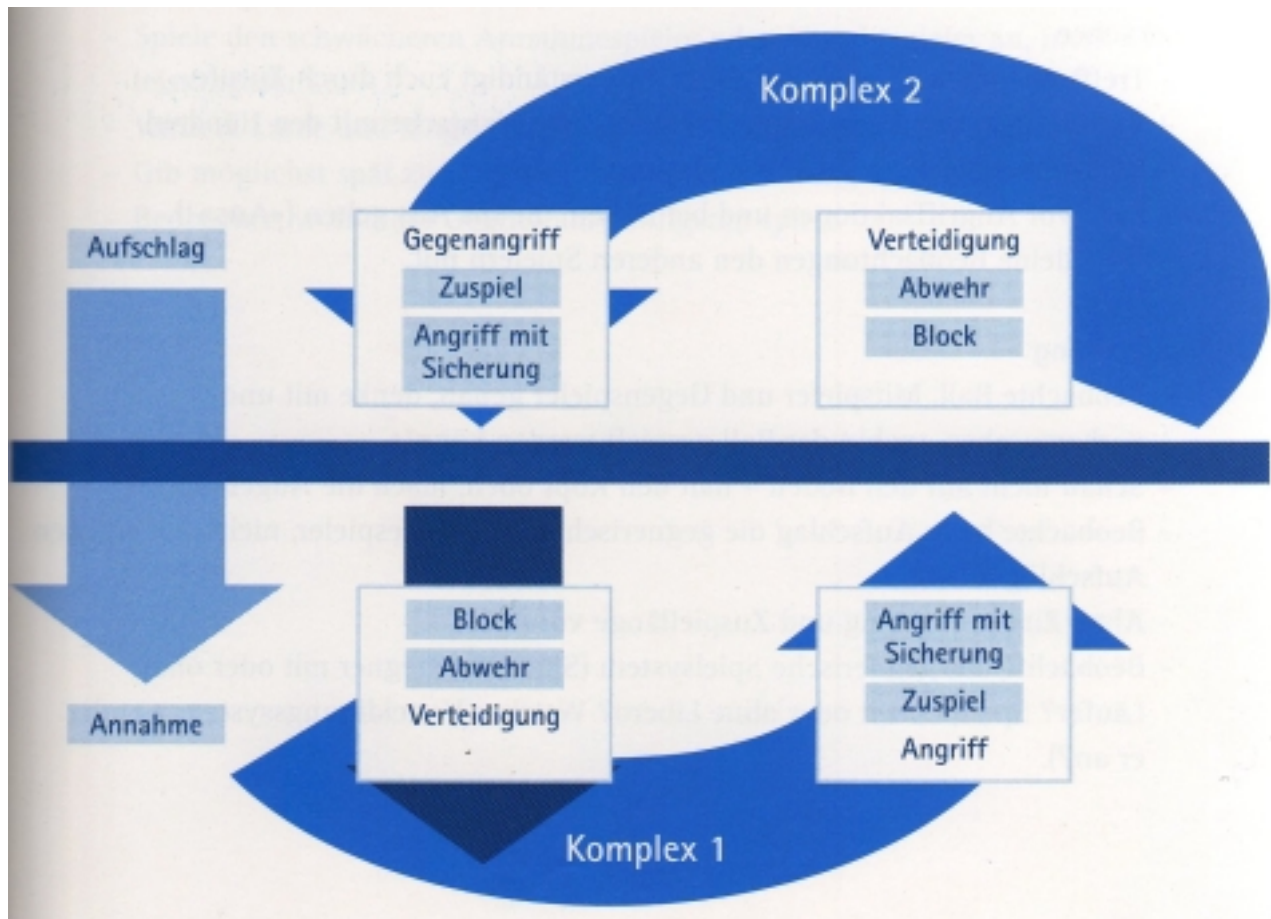 Komplex 2
Aufschlag
Gegenangriff
Zuspiel
Angriff mit
Sicherung
Verteidigung
Abwehr
Block
Annahme
Block
Abwehr
Verteidigung
Angriff mit
Sicherung
Zuspiel
Angriff
Komplex 1